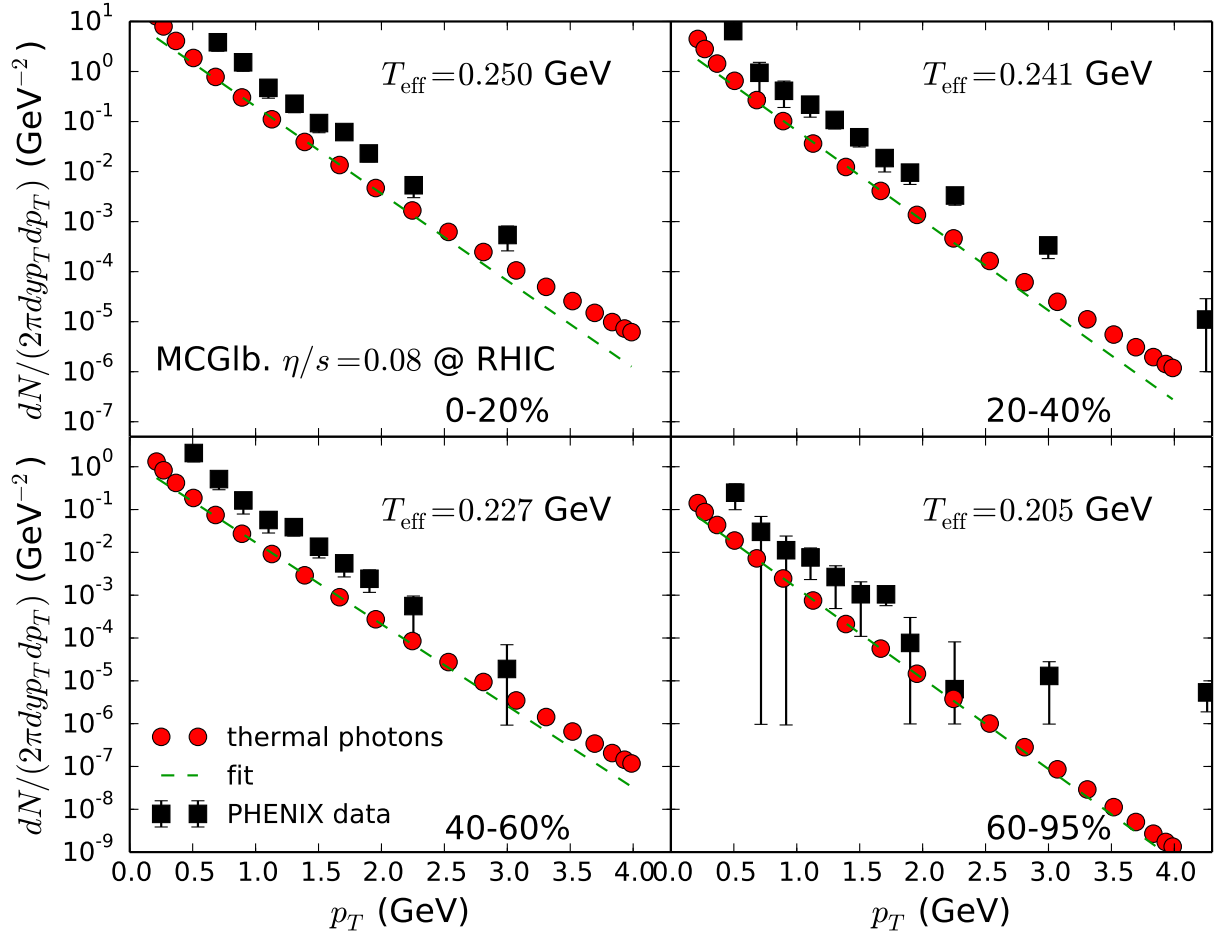 10^1
10^0
10^-1
10^-2
10^-3
10^-4
10^-5
10^-6
10^-7
dN/(2πdyp_T dp_T) (GeV^-2)
T_eff=0.250 GeV
MCGlb. η/s=0.08 @ RHIC
0-20%
T_eff=0.241 GeV
20-40%
10^0
10^-1
10^-2
10^-3
10^-4
10^-5
10^-6
10^-7
10^-8
10^-9
dN/(2πdyp_T dp_T) (GeV^-2)
T_eff=0.227 GeV
thermal photons
fit
PHENIX data
40-60%
T_eff=0.205 GeV
60-95%
0.0 0.5 1.0 1.5 2.0 2.5 3.0 3.5 4.0
0.0 0.5 1.0 1.5 2.0 2.5 3.0 3.5 4.0
p_T (GeV)
p_T (GeV)